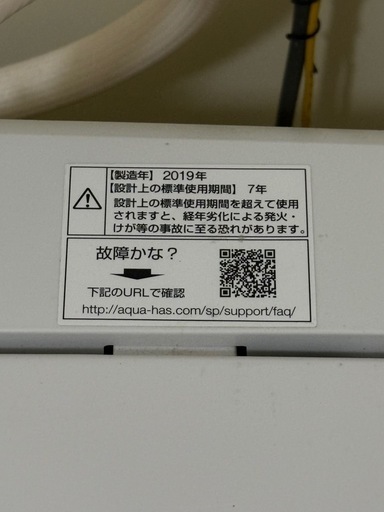 【製造年】 2019年
【設計上の標準使用期間】 7年
設計上の標準使用期間を超えて使用
されますと、経年劣化による発火・
けが等の事故に至る恐れがあります。
故障かな？
下記のURLで確認
http://aqua-has.com/sp/support/faq/